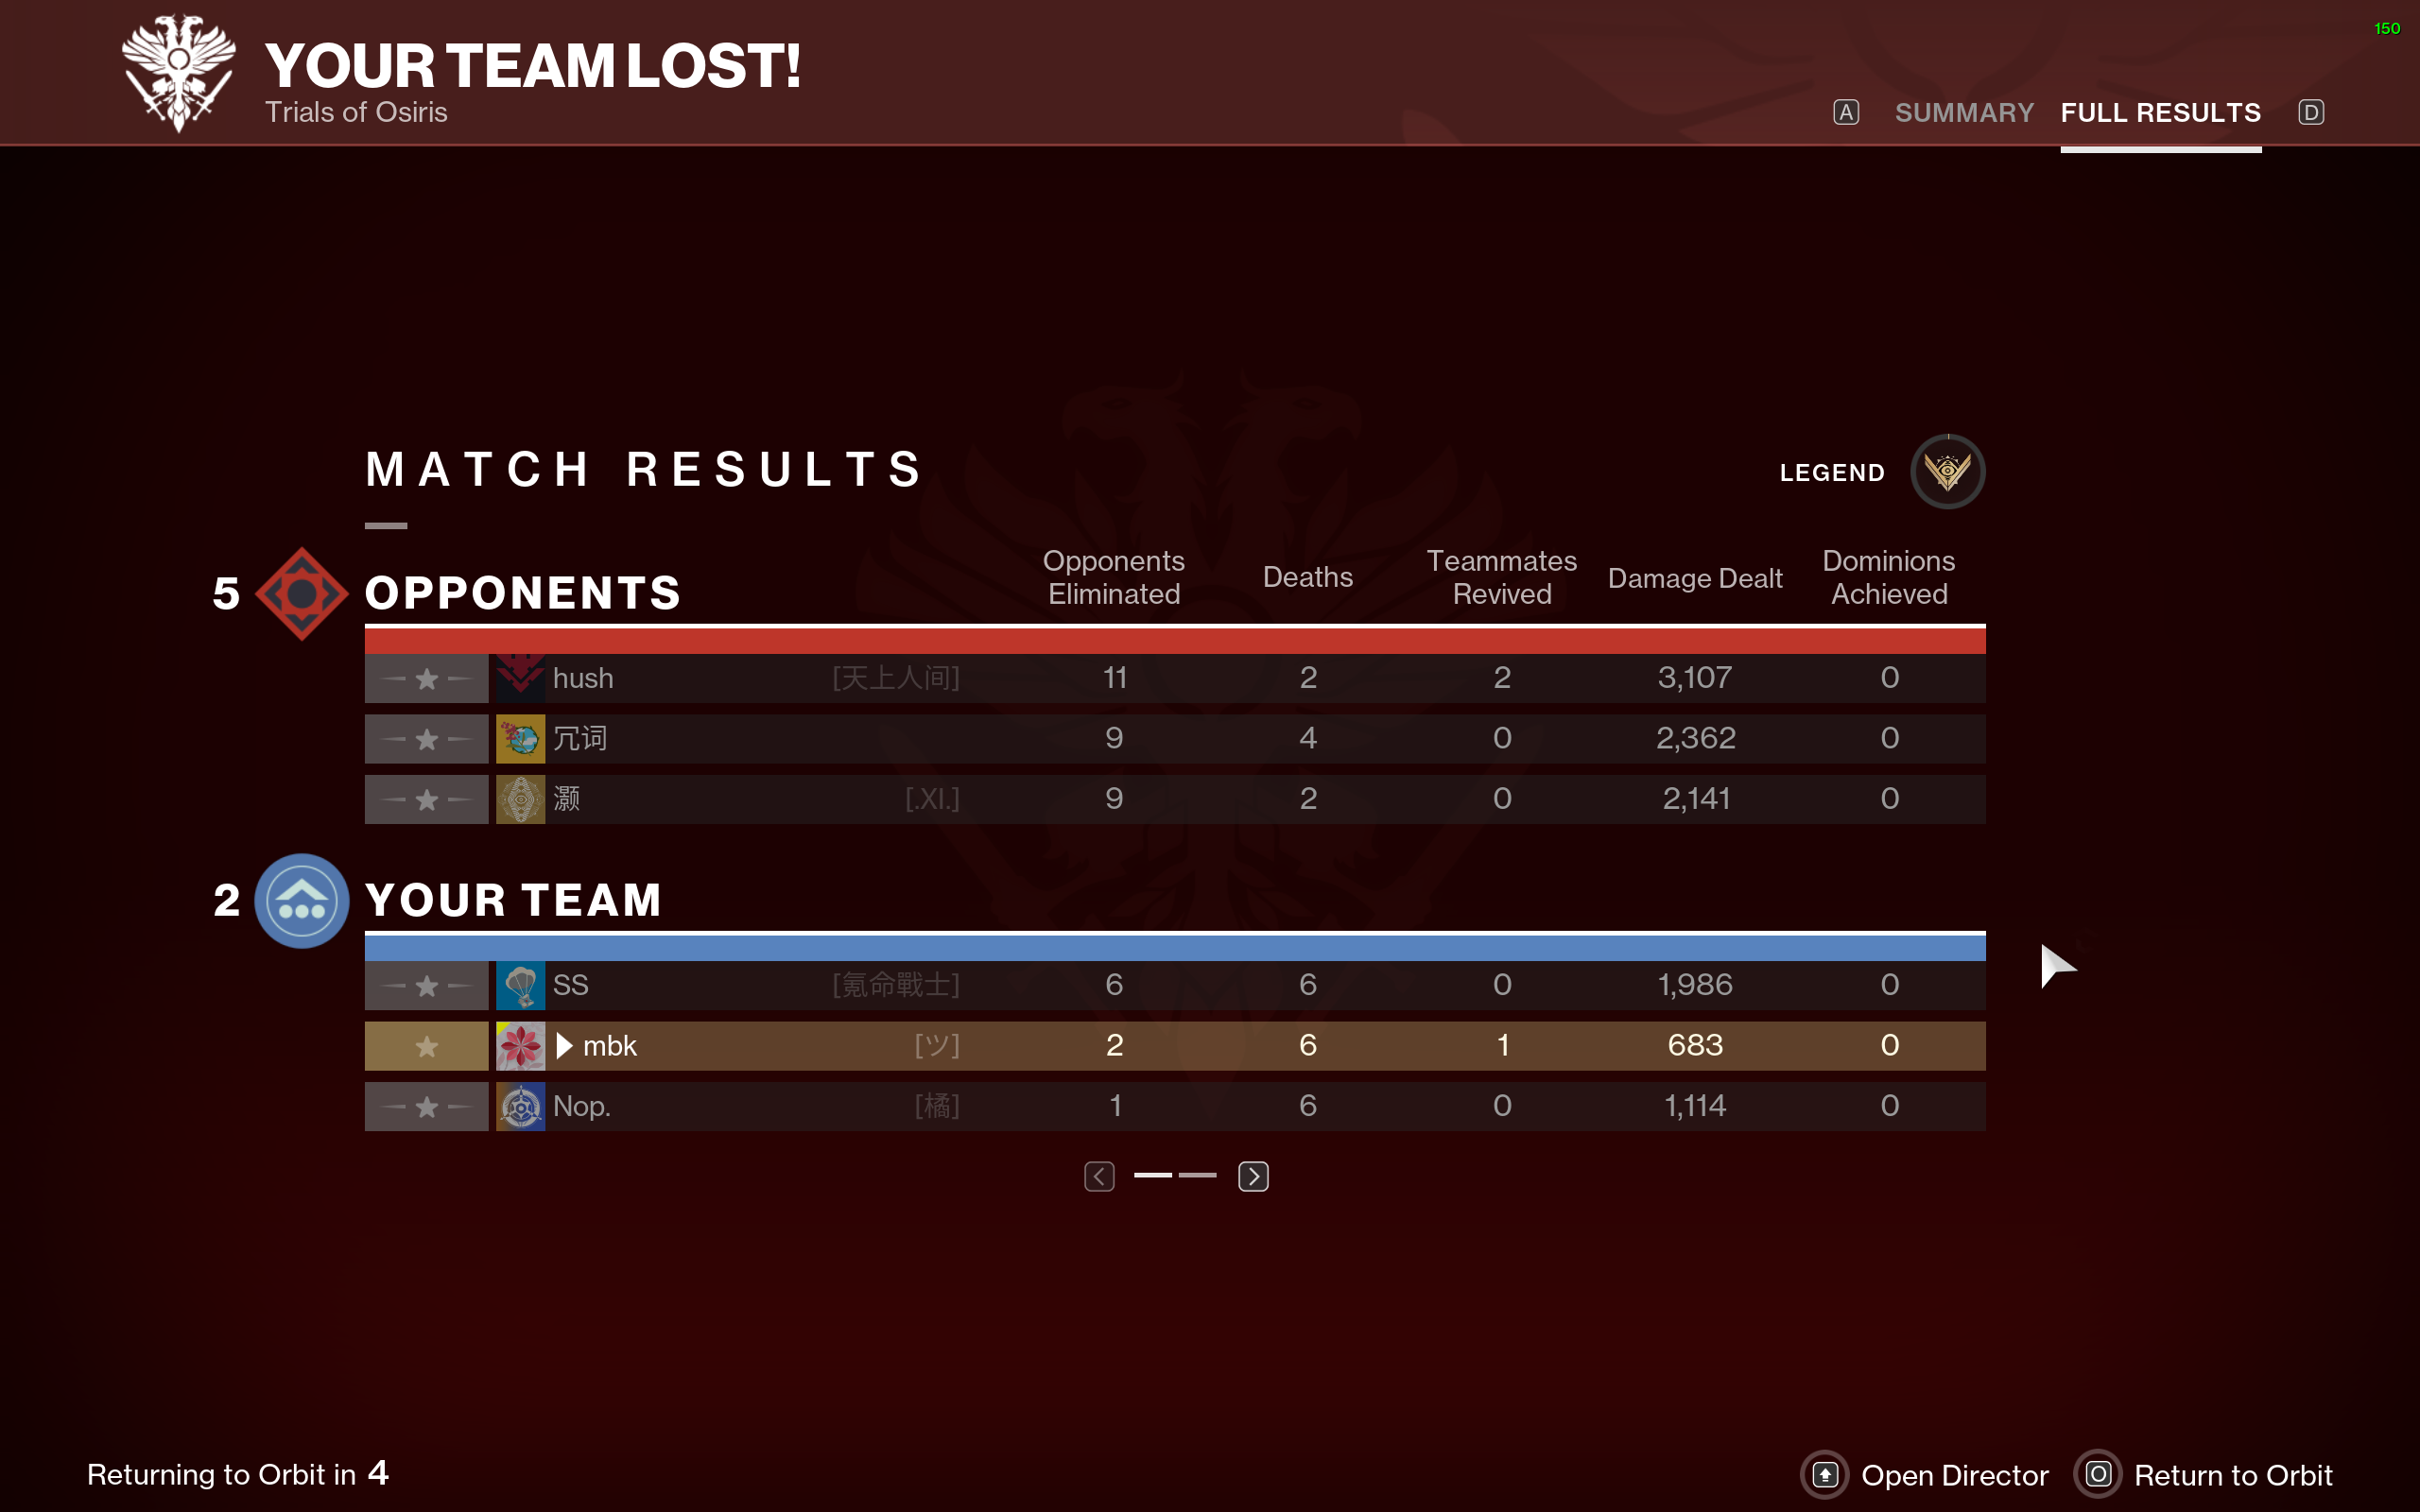 150
YOUR TEAM LOST!
Trials of Osiris
A SUMMARY FULL RESULTS D
MATCH RESULTS
LEGEND
5 OPPONENTS
Opponents Eliminated Deaths Teammates Revived Damage Dealt Dominions Achieved
hush [天上人间] 11 2 2 3,107 0
冗词 9 4 0 2,362 0
灏 [.XI.] 9 2 0 2,141 0
2 YOUR TEAM
SS [氪命戰士] 6 6 0 1,986 0
mbk [ツ] 2 6 1 683 0
Nop. [橘] 1 6 0 1,114 0
Returning to Orbit in 4
Open Director O Return to Orbit